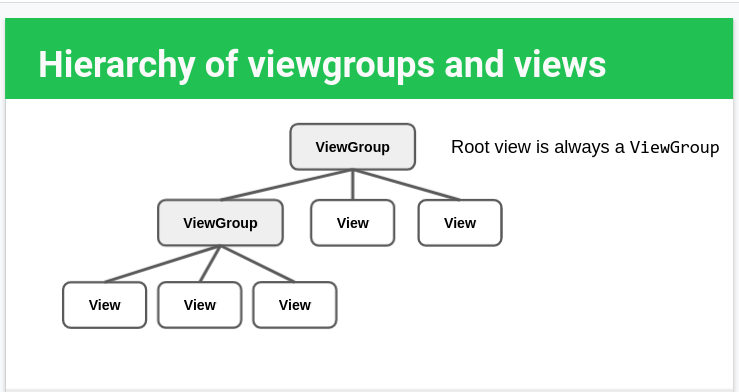 Hierarchy of viewgroups and views
ViewGroup
Root view is always a ViewGroup
ViewGroup
View
View
View
View
View